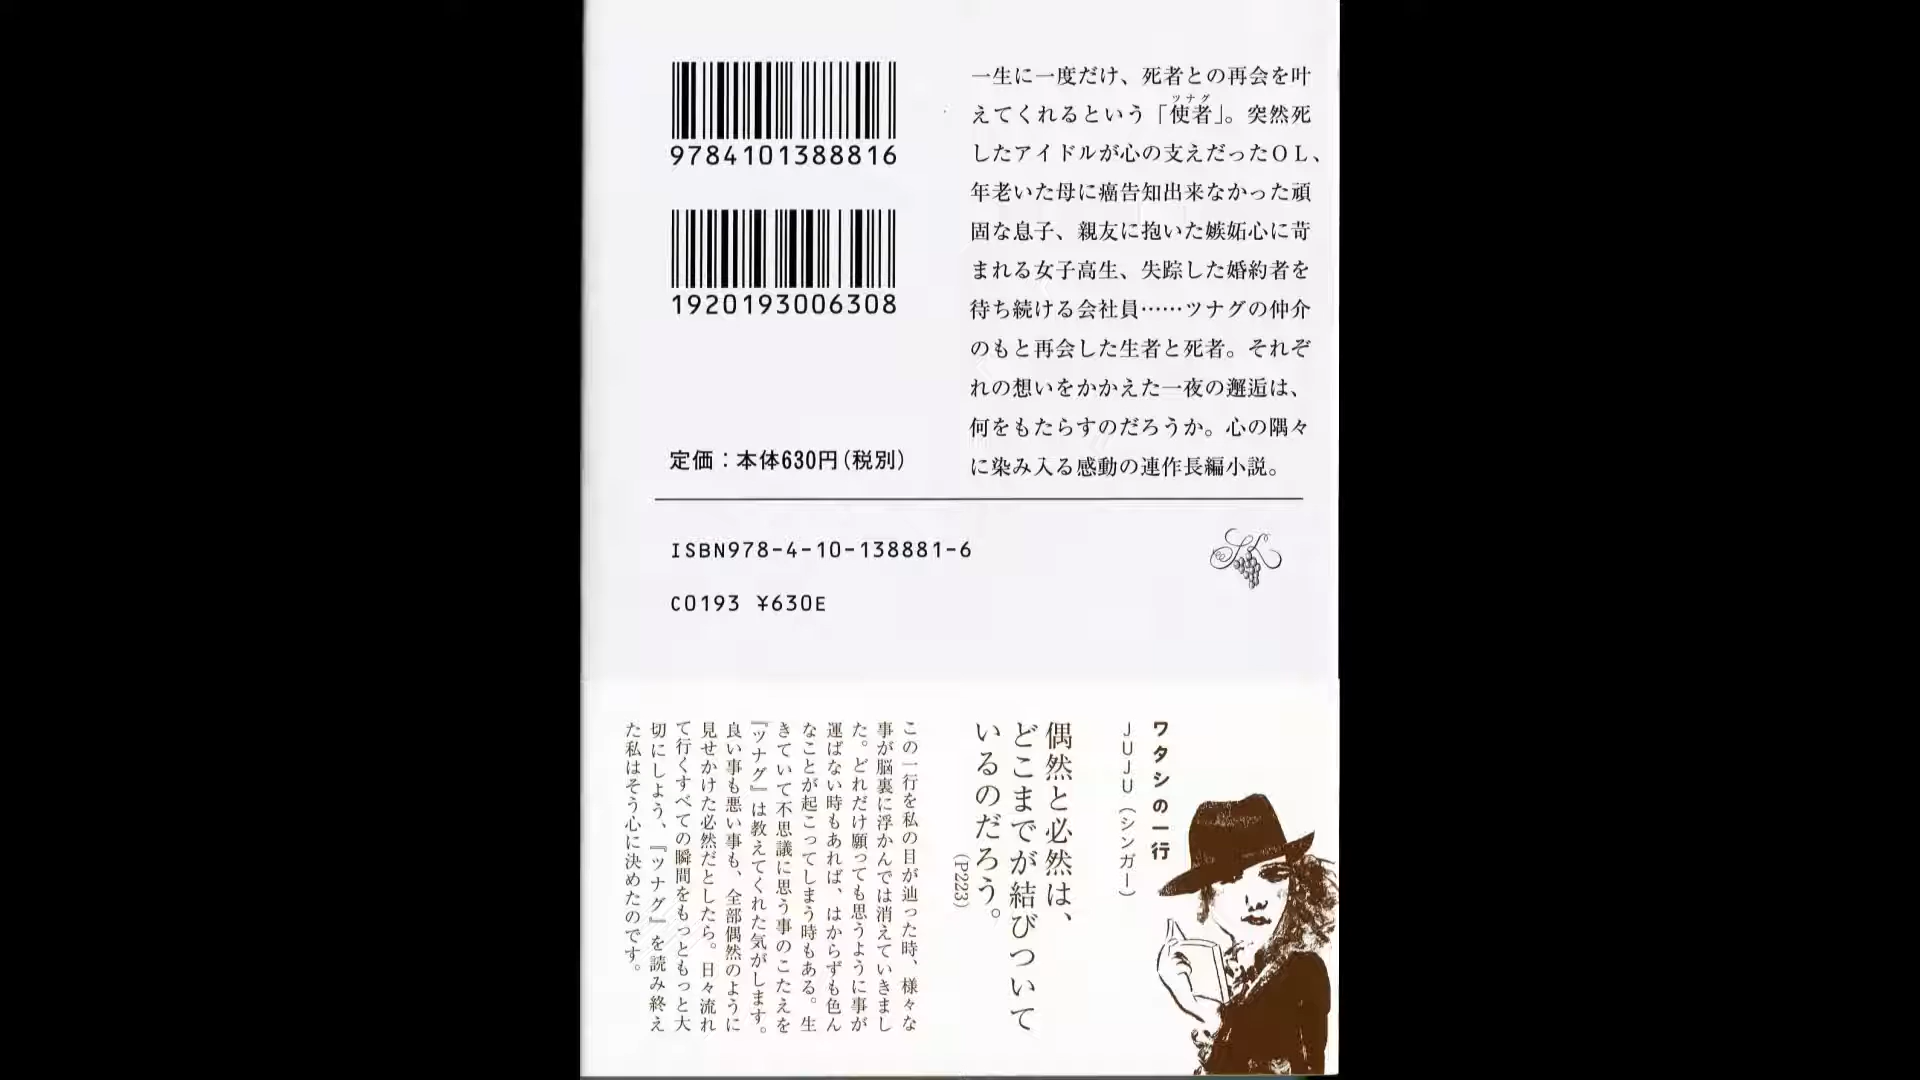 9784101388816
1920193006308
定価：本体630円(税別)
一生に一度だけ、死者との再会を叶
えてくれるという「使者」。突然死
ツナグ
したアイドルが心の支えだったＯＬ、
年老いた母に癌告知出来なかった頑
固な息子、親友に抱いた嫉妬心に苛
まれる女子高生、失踪した婚約者を
待ち続ける会社員……ツナグの仲介
のもと再会した生者と死者。それぞ
れの想いをかかえた一夜の邂逅は、
何をもたらすのだろうか。心の隅々
に染み入る感動の連作長編小説。
ISBN978-4-10-138881-6
C0193 ¥630E
ワタシの一行
JUJU（シンガー）
偶然と必然は、
どこまでが結びついて
いるのだろう。
(P223)
この一行を私の目が辿った時、様々な
事が脳裏に浮かんでは消えていきまし
た。どれだけ願っても思うように事が
運ばない時もあれば、はからずも色ん
なことが起こってしまう時もある。生
きていて不思議に思う事のこたえを
『ツナグ』は教えてくれた気がします。
良い事も悪い事も、全部偶然のように
見せかけた必然だとしたら。日々流れ
て行くすべての瞬間をもっともっと大
切にしよう、『ツナグ』を読み終え
た私はそう心に決めたのです。